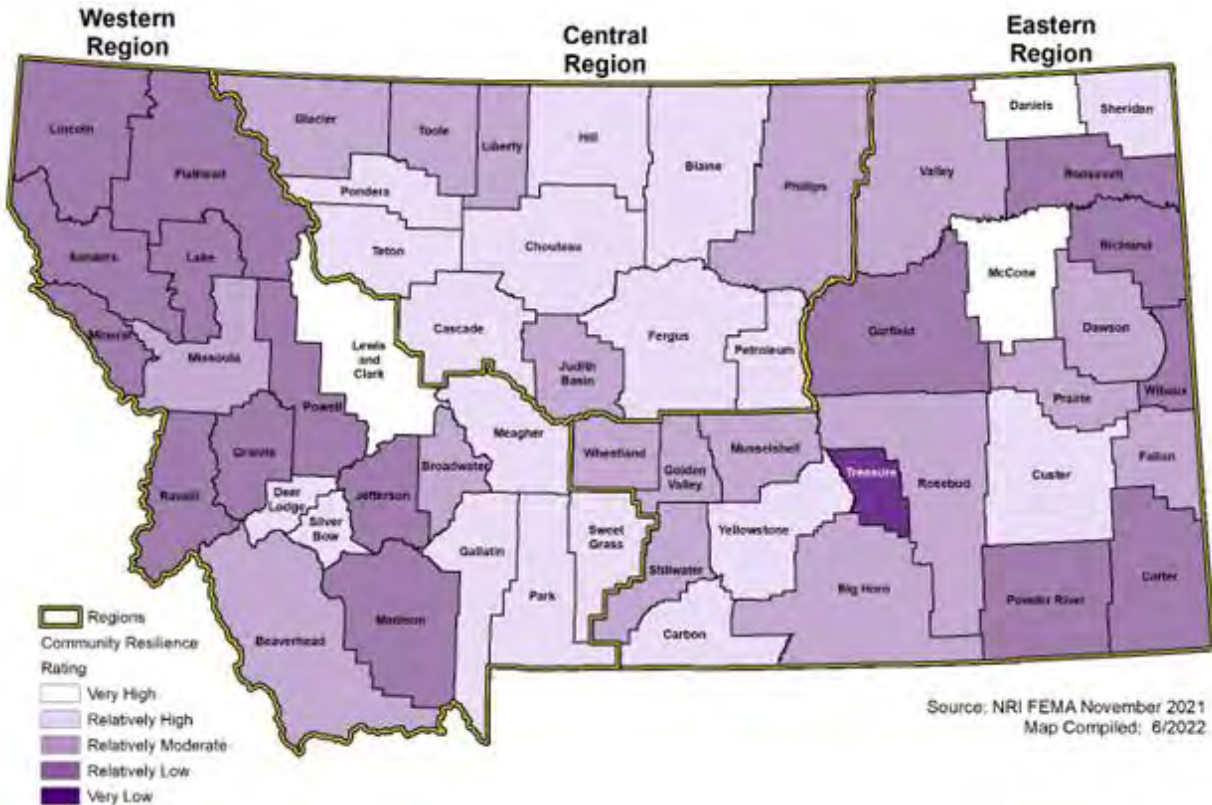 Western
Region
Central
Region
Eastern
Region
Lincoln
Flathead
Glacier
Toole
Liberty
Hill
Blaine
Phillips
Valley
Daniels
Sheridan
Roosevelt
Pondera
Teton
Chouteau
Sanders
Lake
McCone
Richland
Garfield
Dawson
Mineral
Missoula
Lewis
and
Clark
Cascade
Judith
Basin
Fergus
Petroleum
Prairie
Wibaux
Powell
Granite
Ravalli
Meagher
Wheatland
Golden
Valley
Musselshell
Treasure
Rosebud
Custer
Fallon
Deer
Lodge
Silver
Bow
Jefferson
Broadwater
Gallatin
Park
Sweet
Grass
Stillwater
Yellowstone
Big Horn
Carbon
Powder River
Carter
Beaverhead
Madison
Regions
Community Resilience
Rating
Very High
Relatively High
Relatively Moderate
Relatively Low
Very Low
Source: NRI FEMA November 2021
Map Compiled: 6/2022